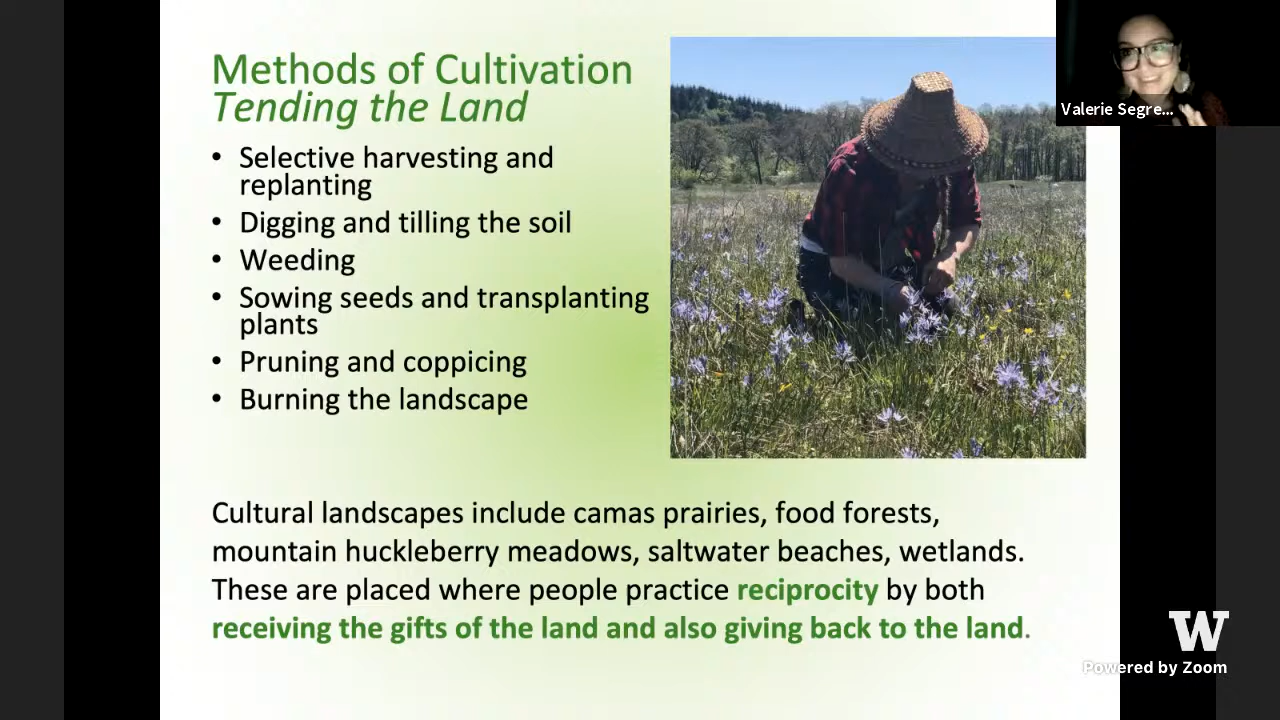 Methods of Cultivation
Tending the Land
• Selective harvesting and
replanting
• Digging and tilling the soil
• Weeding
• Sowing seeds and transplanting
plants
• Pruning and coppicing
• Burning the landscape
Cultural landscapes include camas prairies, food forests,
mountain huckleberry meadows, saltwater beaches, wetlands.
These are placed where people practice reciprocity by both
receiving the gifts of the land and also giving back to the land.
Valerie Segre...
W
Powered by Zoom